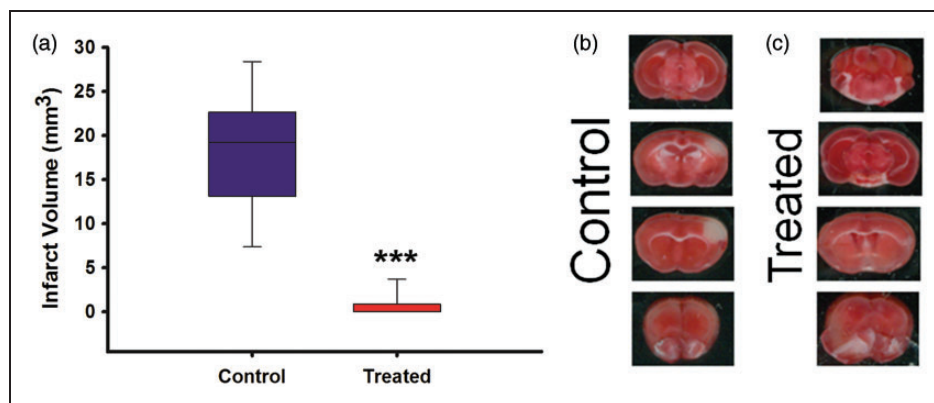 (a)
Infarct Volume (mm³)
30
25
20
15
10
5
0
***
Control
Treated
(b)
Control
(c)
Treated